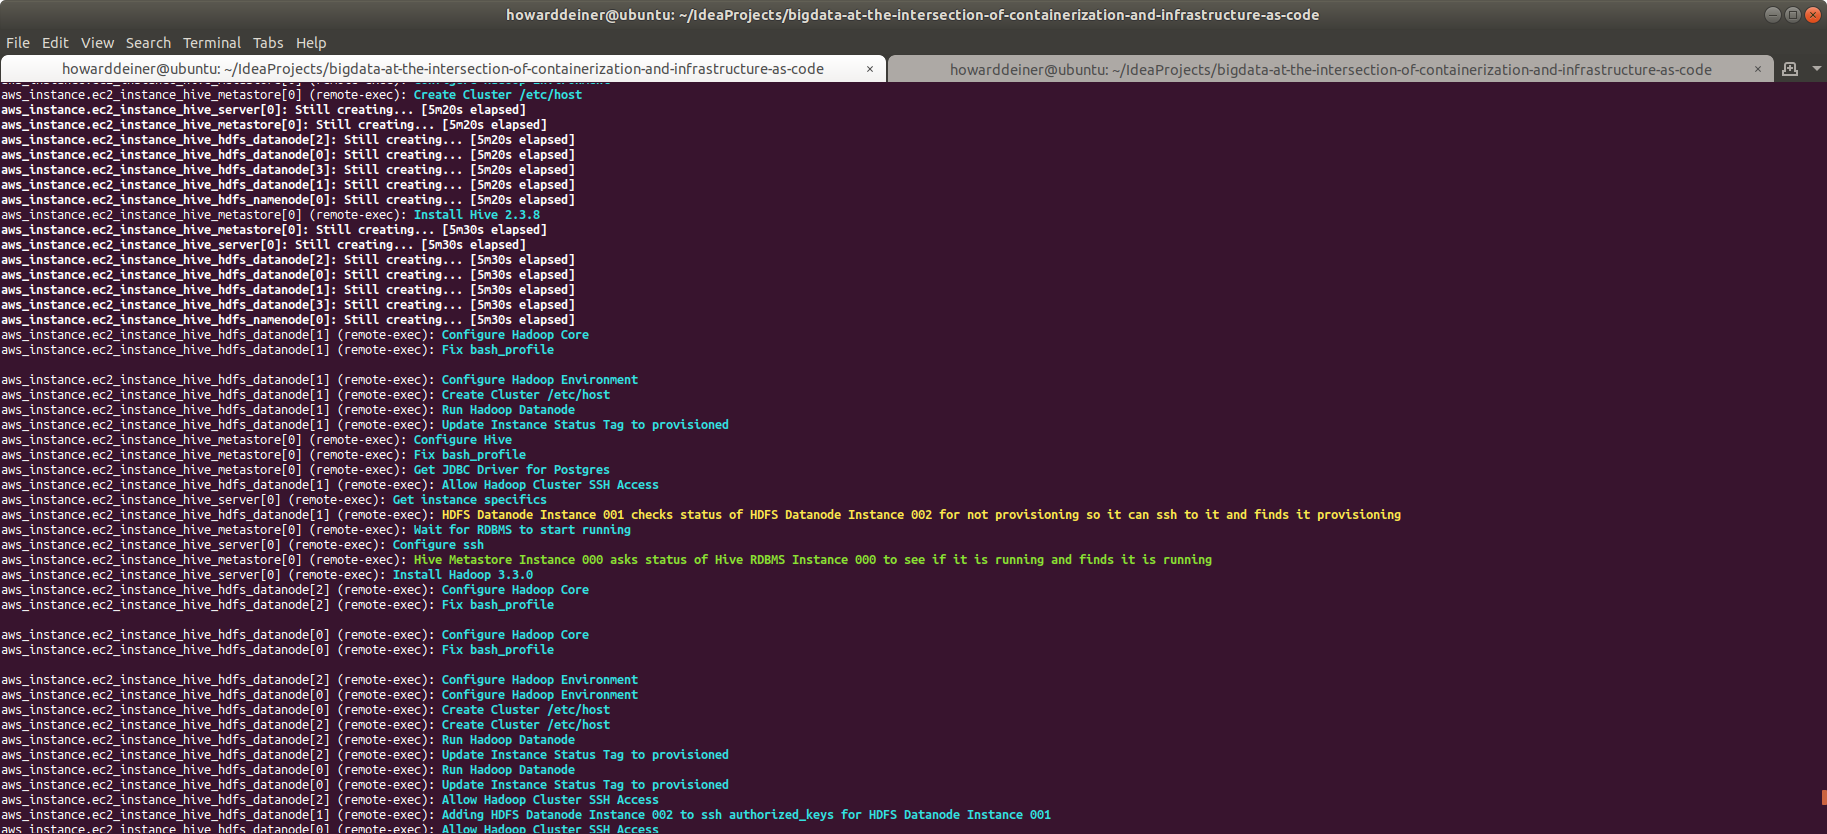 howarddeiner@ubuntu: ~/IdeaProjects/bigdata-at-the-intersection-of-containerization-and-infrastructure-as-code
File Edit View Search Terminal Tabs Help
howarddeiner@ubuntu: ~/IdeaProjects/bigdata-at-the-intersection-of-containerization-and-infrastructure-as-code × howarddeiner@ubuntu: ~/IdeaProjects/bigdata-at-the-intersection-of-containerization-and-infrastructure-as-code ×
aws_instance.ec2_instance_hive_metastore[0] (remote-exec): Create Cluster /etc/host
aws_instance.ec2_instance_hive_server[0]: Still creating... [5m20s elapsed]
aws_instance.ec2_instance_hive_metastore[0]: Still creating... [5m20s elapsed]
aws_instance.ec2_instance_hive_hdfs_datanode[2]: Still creating... [5m20s elapsed]
aws_instance.ec2_instance_hive_hdfs_datanode[0]: Still creating... [5m20s elapsed]
aws_instance.ec2_instance_hive_hdfs_datanode[3]: Still creating... [5m20s elapsed]
aws_instance.ec2_instance_hive_hdfs_datanode[1]: Still creating... [5m20s elapsed]
aws_instance.ec2_instance_hive_hdfs_namenode[0]: Still creating... [5m20s elapsed]
aws_instance.ec2_instance_hive_metastore[0] (remote-exec): Install Hive 2.3.8
aws_instance.ec2_instance_hive_metastore[0]: Still creating... [5m30s elapsed]
aws_instance.ec2_instance_hive_server[0]: Still creating... [5m30s elapsed]
aws_instance.ec2_instance_hive_hdfs_datanode[2]: Still creating... [5m30s elapsed]
aws_instance.ec2_instance_hive_hdfs_datanode[0]: Still creating... [5m30s elapsed]
aws_instance.ec2_instance_hive_hdfs_datanode[1]: Still creating... [5m30s elapsed]
aws_instance.ec2_instance_hive_hdfs_datanode[3]: Still creating... [5m30s elapsed]
aws_instance.ec2_instance_hive_hdfs_namenode[0]: Still creating... [5m30s elapsed]
aws_instance.ec2_instance_hive_hdfs_datanode[1] (remote-exec): Configure Hadoop Core
aws_instance.ec2_instance_hive_hdfs_datanode[1] (remote-exec): Fix bash_profile
aws_instance.ec2_instance_hive_hdfs_datanode[1] (remote-exec): Configure Hadoop Environment
aws_instance.ec2_instance_hive_hdfs_datanode[1] (remote-exec): Create Cluster /etc/host
aws_instance.ec2_instance_hive_hdfs_datanode[1] (remote-exec): Run Hadoop Datanode
aws_instance.ec2_instance_hive_hdfs_datanode[1] (remote-exec): Update Instance Status Tag to provisioned
aws_instance.ec2_instance_hive_metastore[0] (remote-exec): Configure Hive
aws_instance.ec2_instance_hive_metastore[0] (remote-exec): Fix bash_profile
aws_instance.ec2_instance_hive_metastore[0] (remote-exec): Get JDBC Driver for Postgres
aws_instance.ec2_instance_hive_hdfs_datanode[1] (remote-exec): Allow Hadoop Cluster SSH Access
aws_instance.ec2_instance_hive_server[0] (remote-exec): Get instance specifics
aws_instance.ec2_instance_hive_hdfs_datanode[1] (remote-exec): HDFS Datanode Instance 001 checks status of HDFS Datanode Instance 002 for not provisioning so it can ssh to it and finds it provisioning
aws_instance.ec2_instance_hive_metastore[0] (remote-exec): Wait for RDBMS to start running
aws_instance.ec2_instance_hive_server[0] (remote-exec): Configure ssh
aws_instance.ec2_instance_hive_metastore[0] (remote-exec): Hive Metastore Instance 000 asks status of Hive RDBMS Instance 000 to see if it is running and finds it is running
aws_instance.ec2_instance_hive_server[0] (remote-exec): Install Hadoop 3.3.0
aws_instance.ec2_instance_hive_hdfs_datanode[2] (remote-exec): Configure Hadoop Core
aws_instance.ec2_instance_hive_hdfs_datanode[2] (remote-exec): Fix bash_profile
aws_instance.ec2_instance_hive_hdfs_datanode[0] (remote-exec): Configure Hadoop Core
aws_instance.ec2_instance_hive_hdfs_datanode[0] (remote-exec): Fix bash_profile
aws_instance.ec2_instance_hive_hdfs_datanode[2] (remote-exec): Configure Hadoop Environment
aws_instance.ec2_instance_hive_hdfs_datanode[0] (remote-exec): Configure Hadoop Environment
aws_instance.ec2_instance_hive_hdfs_datanode[0] (remote-exec): Create Cluster /etc/host
aws_instance.ec2_instance_hive_hdfs_datanode[2] (remote-exec): Create Cluster /etc/host
aws_instance.ec2_instance_hive_hdfs_datanode[2] (remote-exec): Run Hadoop Datanode
aws_instance.ec2_instance_hive_hdfs_datanode[2] (remote-exec): Update Instance Status Tag to provisioned
aws_instance.ec2_instance_hive_hdfs_datanode[0] (remote-exec): Run Hadoop Datanode
aws_instance.ec2_instance_hive_hdfs_datanode[0] (remote-exec): Update Instance Status Tag to provisioned
aws_instance.ec2_instance_hive_hdfs_datanode[2] (remote-exec): Allow Hadoop Cluster SSH Access
aws_instance.ec2_instance_hive_hdfs_datanode[1] (remote-exec): Adding HDFS Datanode Instance 002 to ssh authorized_keys for HDFS Datanode Instance 001
aws_instance.ec2_instance_hive_hdfs_datanode[0] (remote-exec): Allow Hadoop Cluster SSH Access